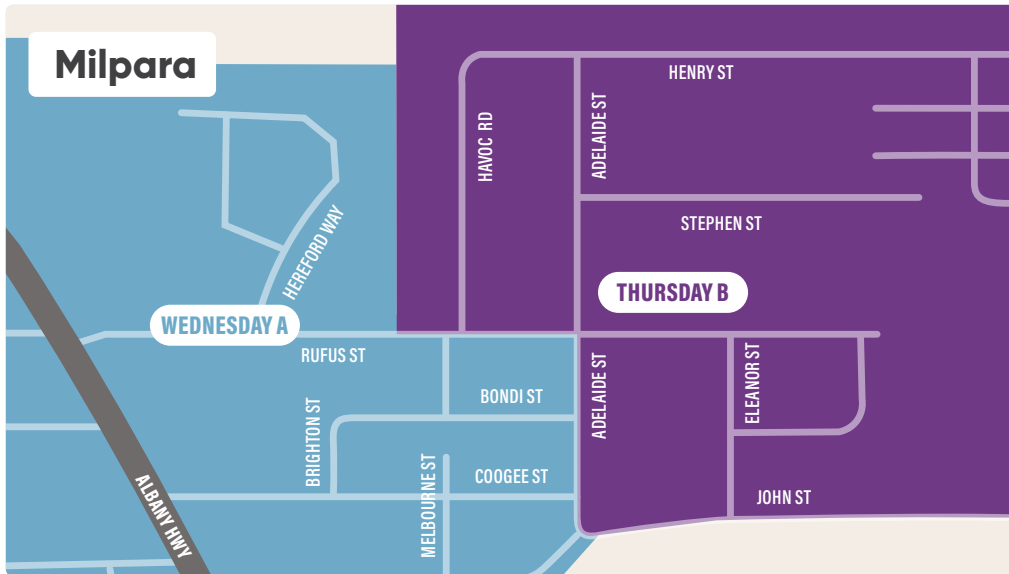 Milpara
HENRY ST
HAVOC RD
ADELAIDE ST
STEPHEN ST
HEREFORD WAY
THURSDAY B
WEDNESDAY A
RUFUS ST
ADELAIDE ST
ELEANOR ST
BONDI ST
BRIGHTON ST
MELBOURNE ST
COOGEE ST
JOHN ST
ALBANY HWY